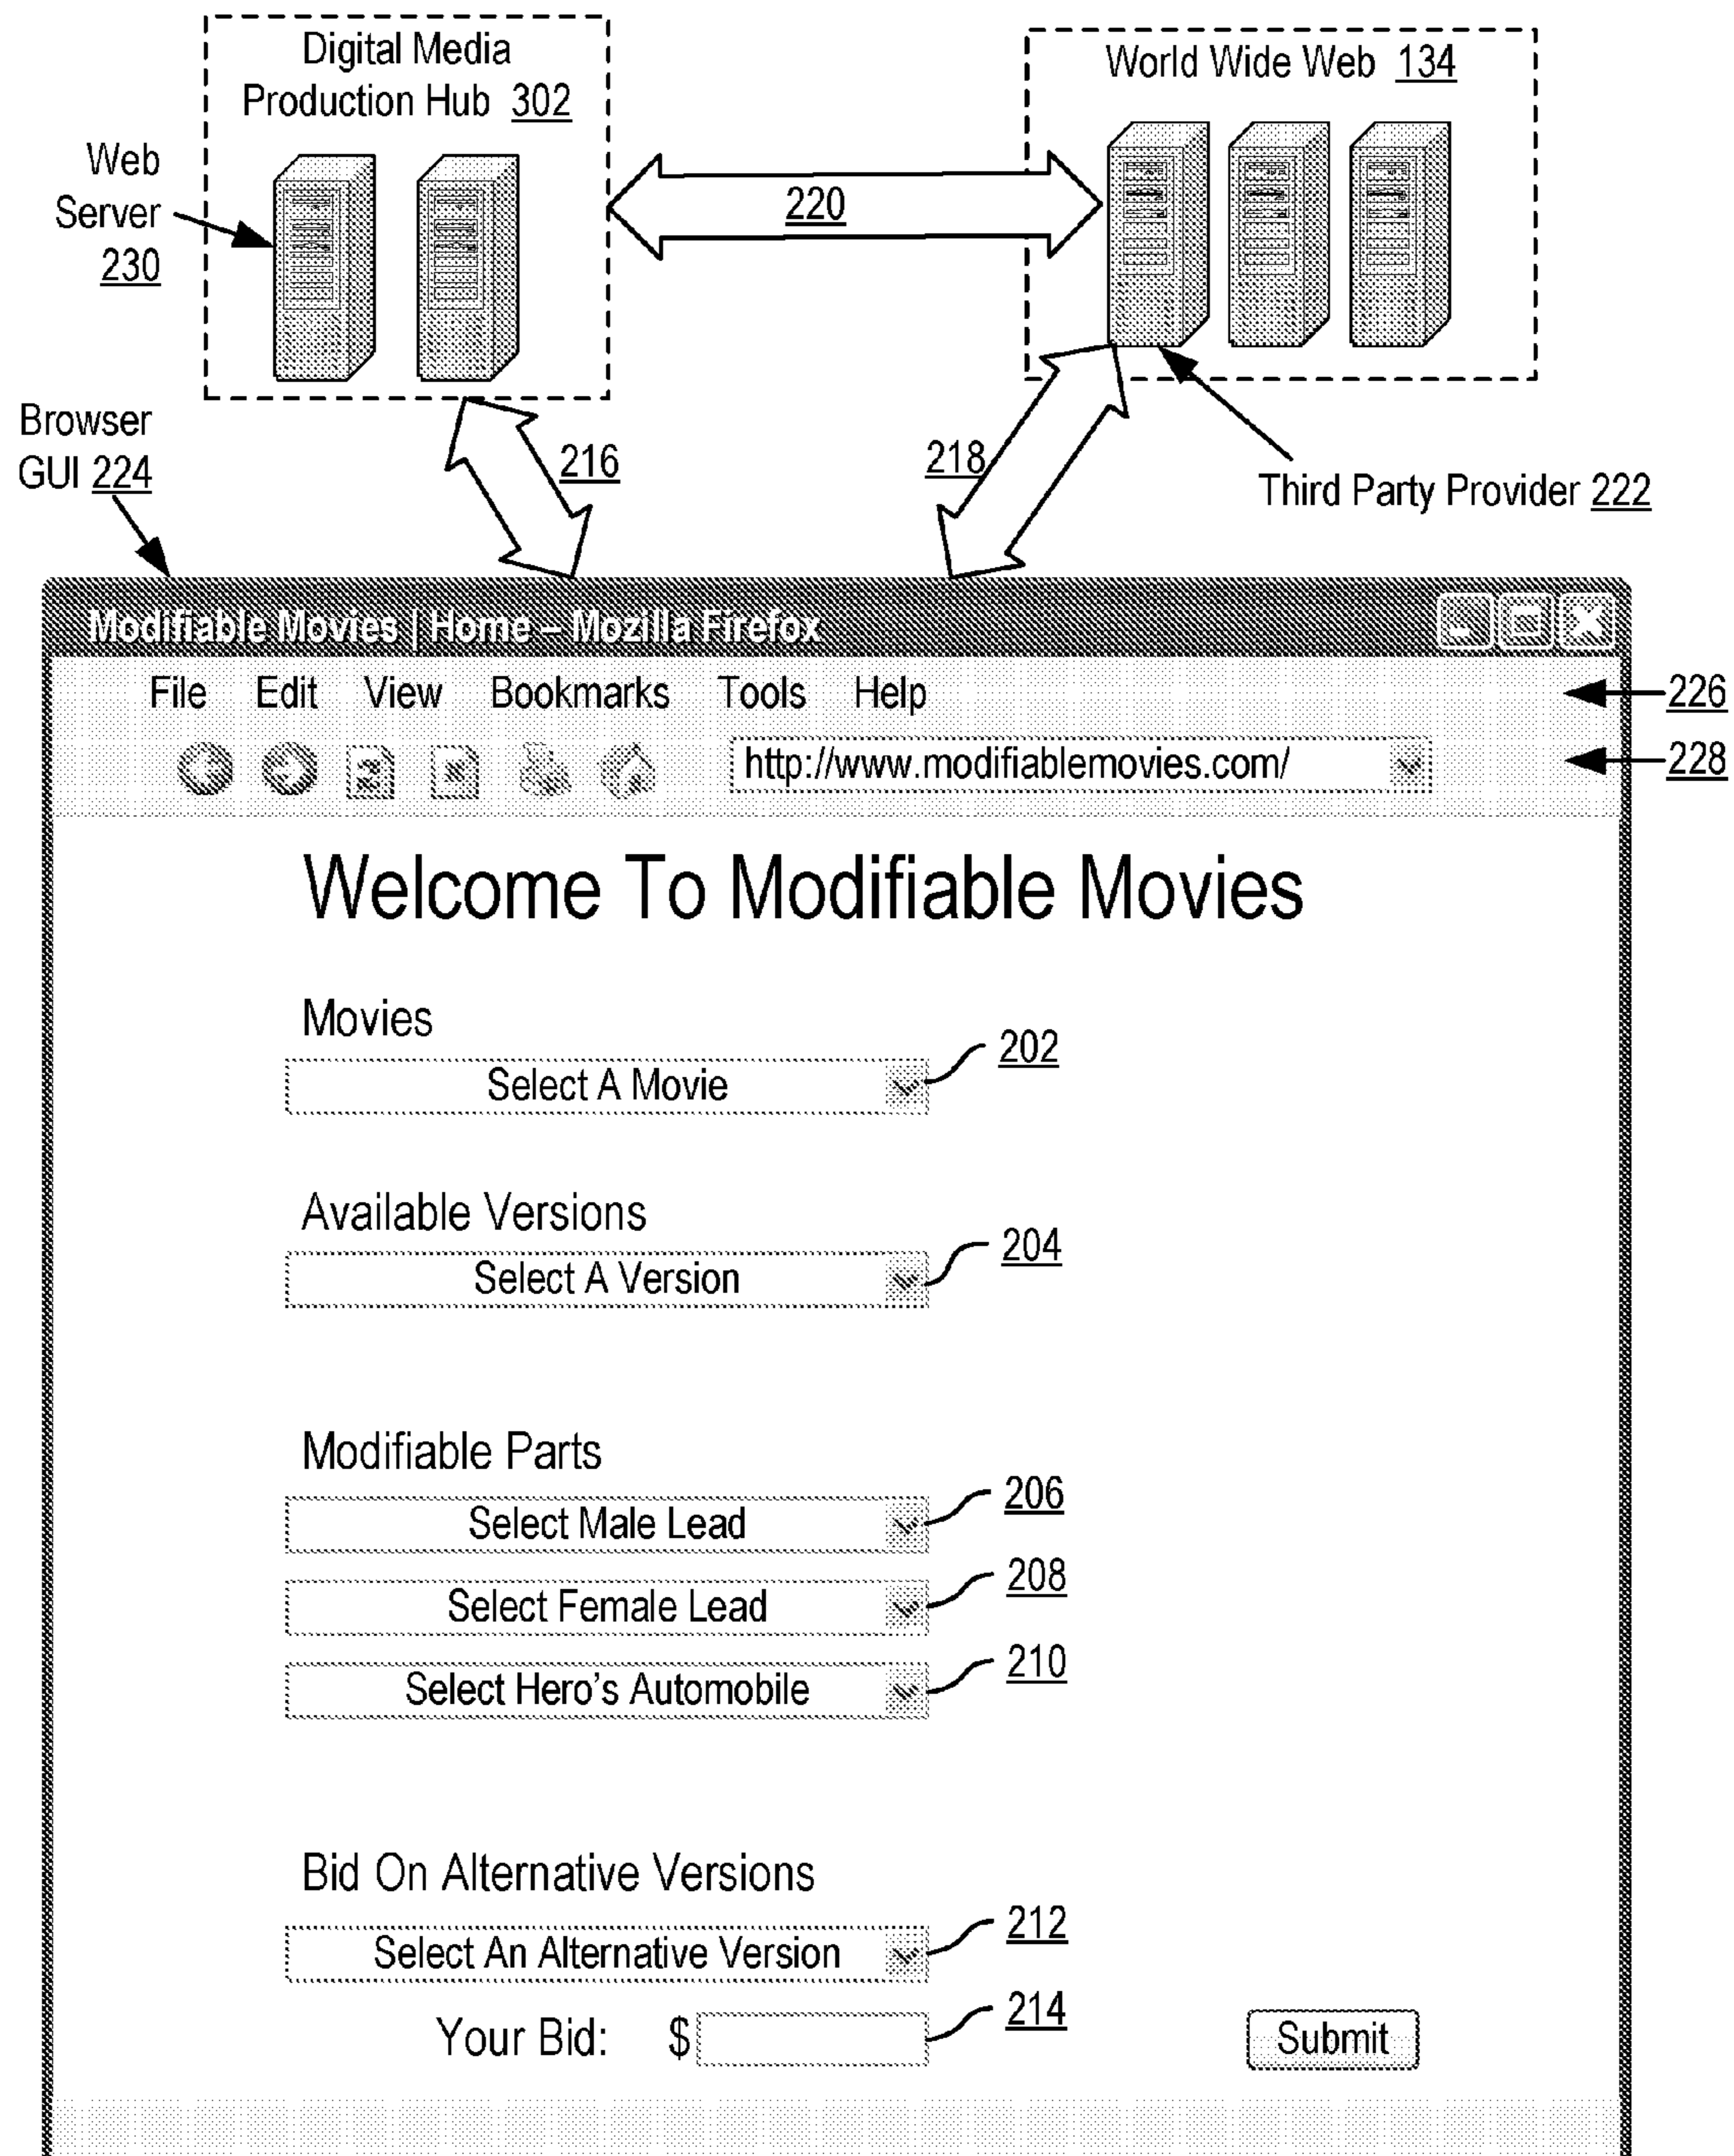 Digital Media
Production Hub 302
World Wide Web 134
Web
Server
230
220
Browser
GUI 224
216
218
Third Party Provider 222
Modifiable Movies | Home – Mozilla Firefox
File Edit View Bookmarks Tools Help
226
http://www.modifiablemovies.com/
228
Welcome To Modifiable Movies
Movies
202
Select A Movie
Available Versions
204
Select A Version
Modifiable Parts
206
Select Male Lead
208
Select Female Lead
210
Select Hero's Automobile
Bid On Alternative Versions
212
Select An Alternative Version
214
Your Bid: $
Submit